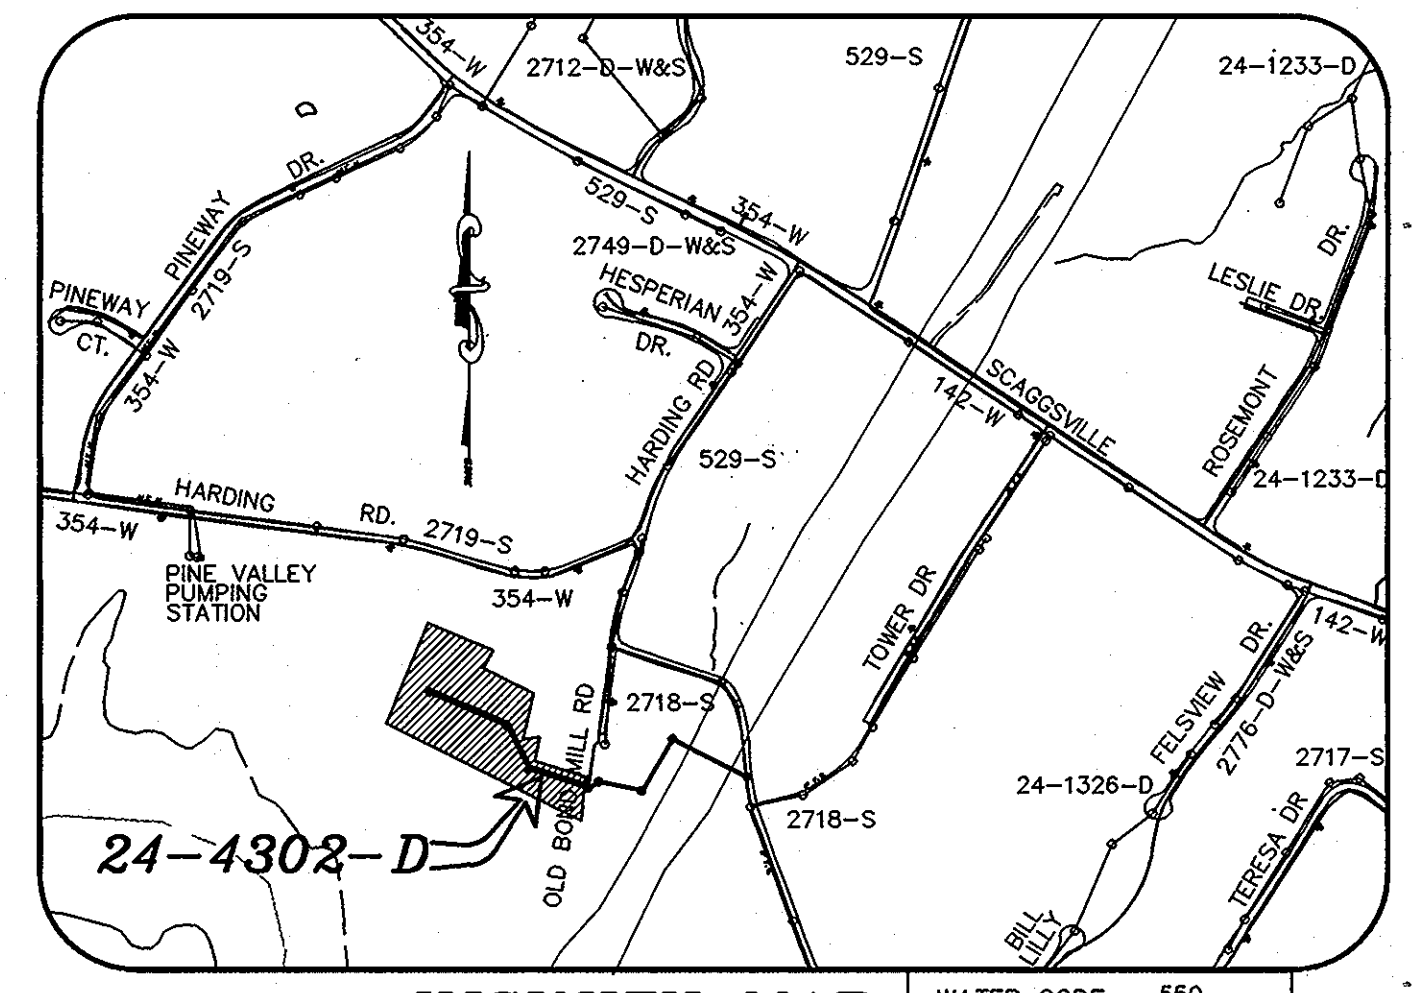 354-W
2712-D-W&S
529-S
24-1233-D
PINEWAY DR.
529-S
354-W
2749-D-W&S
2719-S
HESPERIAN
DR.
354-W
PINEWAY
CT.
354-W
LESLIE DR.
DR.
ROSEMONT
SCAGGSVILLE
142-W
HARDING RD
529-S
24-1233-D
HARDING RD.
354-W
2719-S
PINE VALLEY
PUMPING
STATION
354-W
TOWER DR
142-W
FELSVIEW DR.
2776-D-W&S
2718-S
OLD BOND MILL RD
24-1326-D
2717-S
2718-S
24-4302-D
TERESA DR
BILL
LILLY